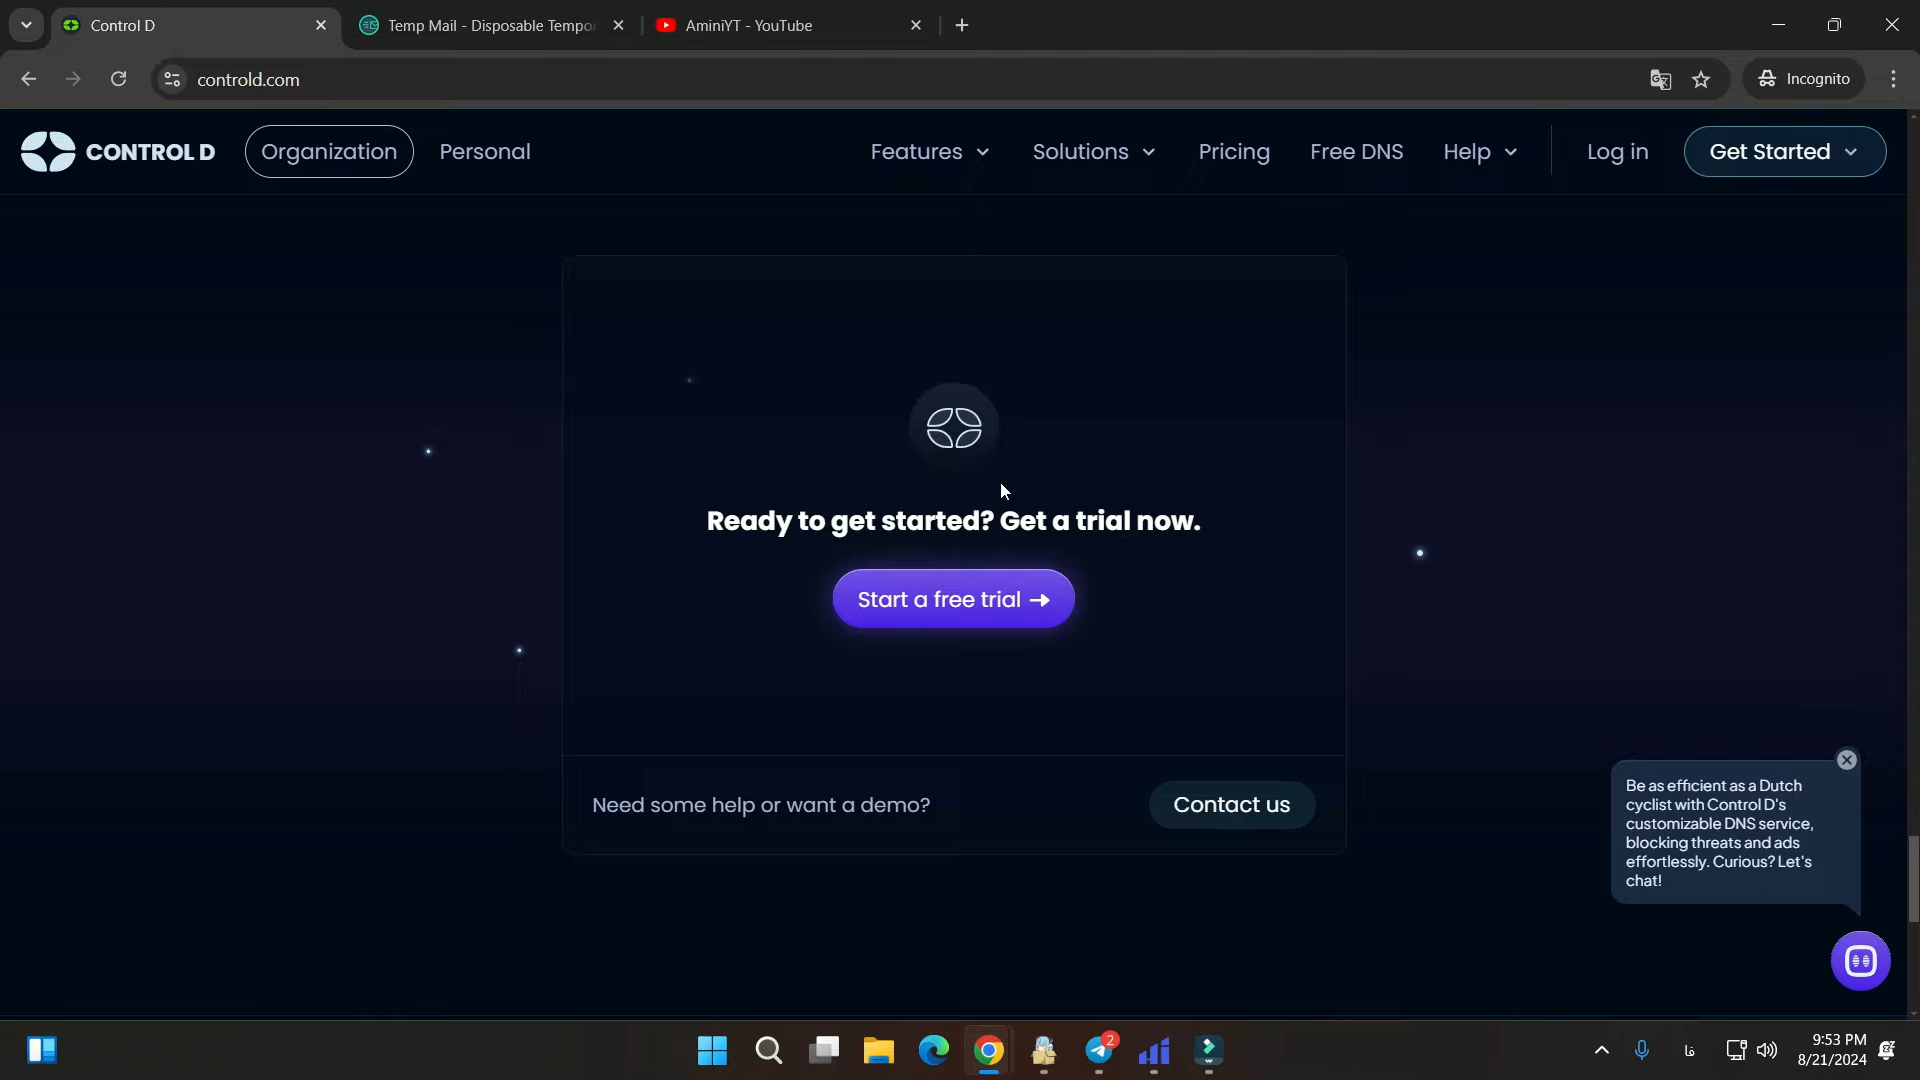 Control D
Temp Mail - Disposable Tempo
AminiYT - YouTube
controld.com
Incognito
CONTROL D
Organization
Personal
Features
Solutions
Pricing
Free DNS
Help
Log in
Get Started
Ready to get started? Get a trial now.
Start a free trial →
Need some help or want a demo?
Contact us
Be as efficient as a Dutch
cyclist with Control D's
customizable DNS service,
blocking threats and ads
effortlessly. Curious? Let's
chat!
2
فا
9:53 PM
8/21/2024